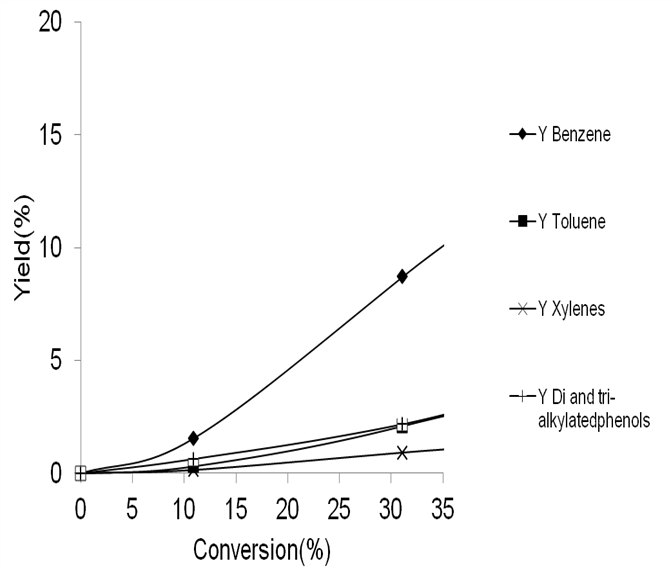 20
15
10
5
0
Yield(%)
0 5 10 15 20 25 30 35
Conversion(%)
Y Benzene
Y Toluene
Y Xylenes
Y Di and tri-
alkylatedphenols